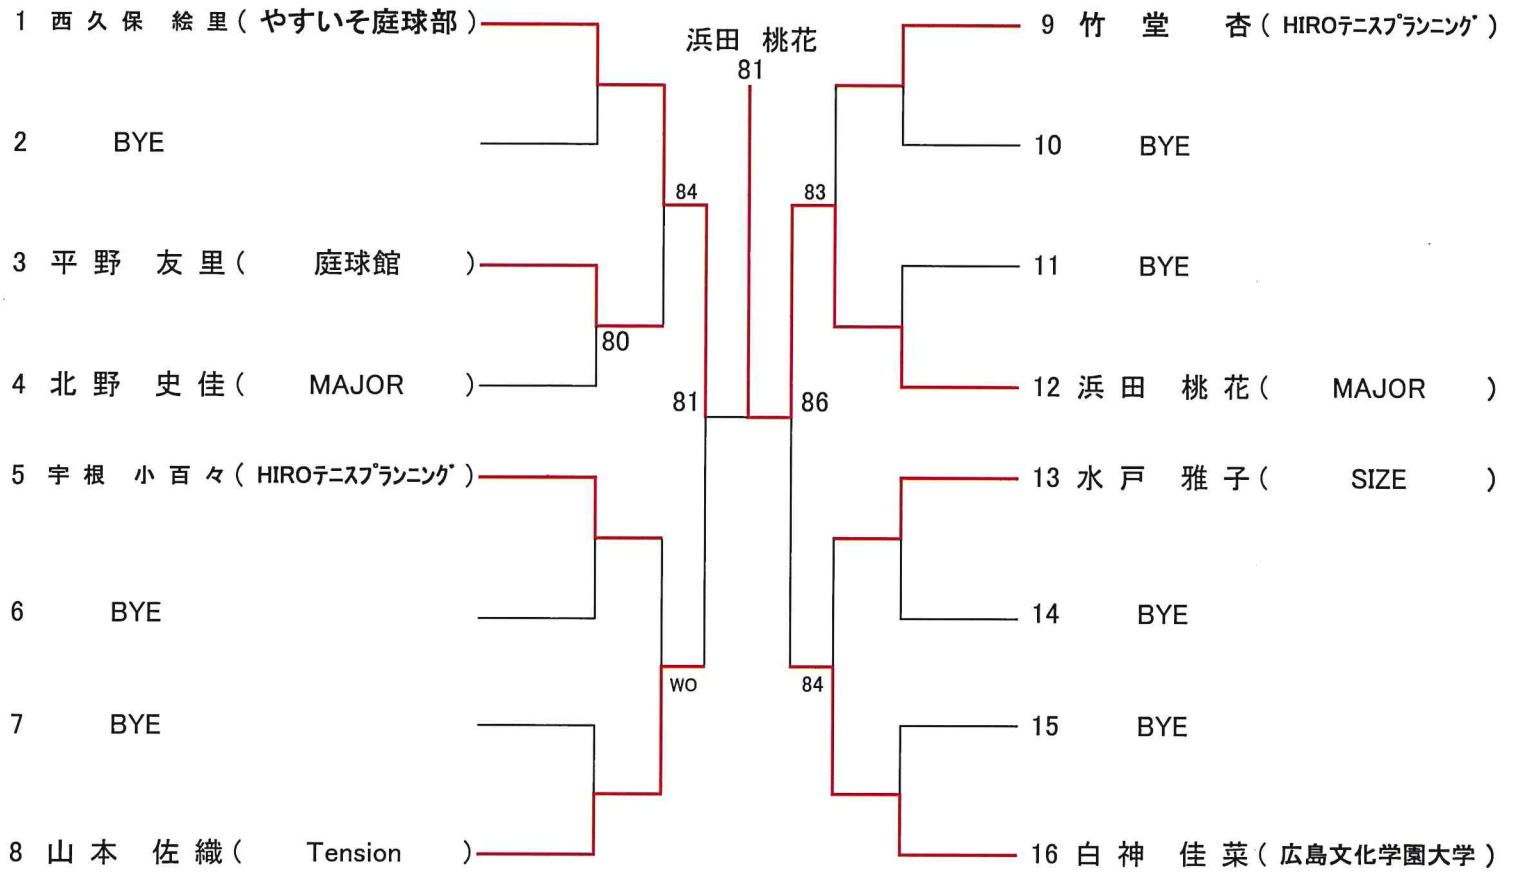 浜田 桃花
81
1 西久保 絵里( やすいそ庭球部 )
2 BYE
84
3 平野 友里( 庭球館 )
80
4 北野 史佳( MAJOR )
81
5 宇根 小百々( HIROテニスプランニング )
6 BYE
WO
7 BYE
8 山本 佐織( Tension )
9 竹堂 杏( HIROテニスプランニング )
10 BYE
83
11 BYE
12 浜田 桃花( MAJOR )
86
13 水戸 雅子( SIZE )
14 BYE
84
15 BYE
16 白神 佳菜( 広島文化学園大学 )